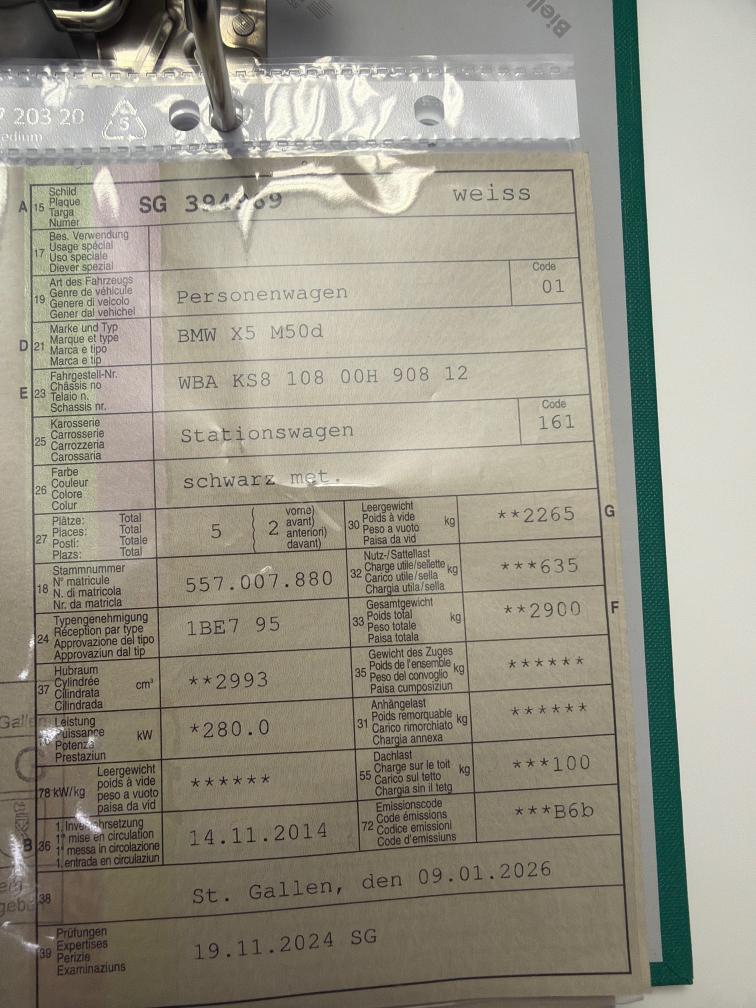 7 203 20
5
edium
Biell
A 15 Schild Plaque Targa Numer SG weiss
17 Bes. Verwendung Usage spécial Uso speciale Diever spezial
19 Art des Fahrzeugs Genre de véhicule Genere di veicolo Gener dal vehichel Personenwagen Code 01
D 21 Marke und Typ Marque et type Marca e tipo Marca e tip BMW X5 M50d
E 23 Fahrgestell-Nr. Châssis no Telaio n. Schassis nr. WBA KS8 108 00H 908 12
25 Karosserie Carrosserie Carrozzeria Carossaria Stationswagen Code 161
26 Farbe Couleur Colore Colur schwarz met.
27 Plätze: Total Places: Total Posti: Totale Plazs: Total 5 ( 2 vorne) avant) anteriori) davant) 30 Leergewicht Poids à vide Peso a vuoto Paisa da vid kg **2265 G
18 Stammnummer N° matricule N. di matricola Nr. da matricla 557.007.880 32 Nutz-/Sattellast Charge utile/sellette Carico utile/sella Chargia utila/sella kg ***635
24 Typengenehmigung Réception par type Approvazione del tipo Approvaziun dal tip 1BE7 95 33 Gesamtgewicht Poids total Peso totale Paisa totala kg **2900 F
37 Hubraum Cylindrée Cilindrata Cilindrada cm³ **2993 35 Gewicht des Zuges Poids de l'ensemble Peso del convoglio Paisa cumposiziun kg ******
Leistung Puissance Potenza Prestaziun kW *280.0 31 Anhängelast Poids remorquable Carico rimorchiato Chargia annexa kg ******
78 kW/kg Leergewicht poids à vide peso a vuoto paisa da vid ****** 55 Dachlast Charge sur le toit Carico sul tetto Chargia sin il tetg kg ***100
B 36 1. Inverkehrsetzung 1re mise en circulation 1a messa in circolazione 1. entrada en circulaziun 14.11.2014 72 Emissionscode Code émissions Codice emissioni Code d'emissiuns ***B6b
38 St. Gallen, den 09.01.2026
39 Prüfungen Expertises Perizie Examinaziuns 19.11.2024 SG